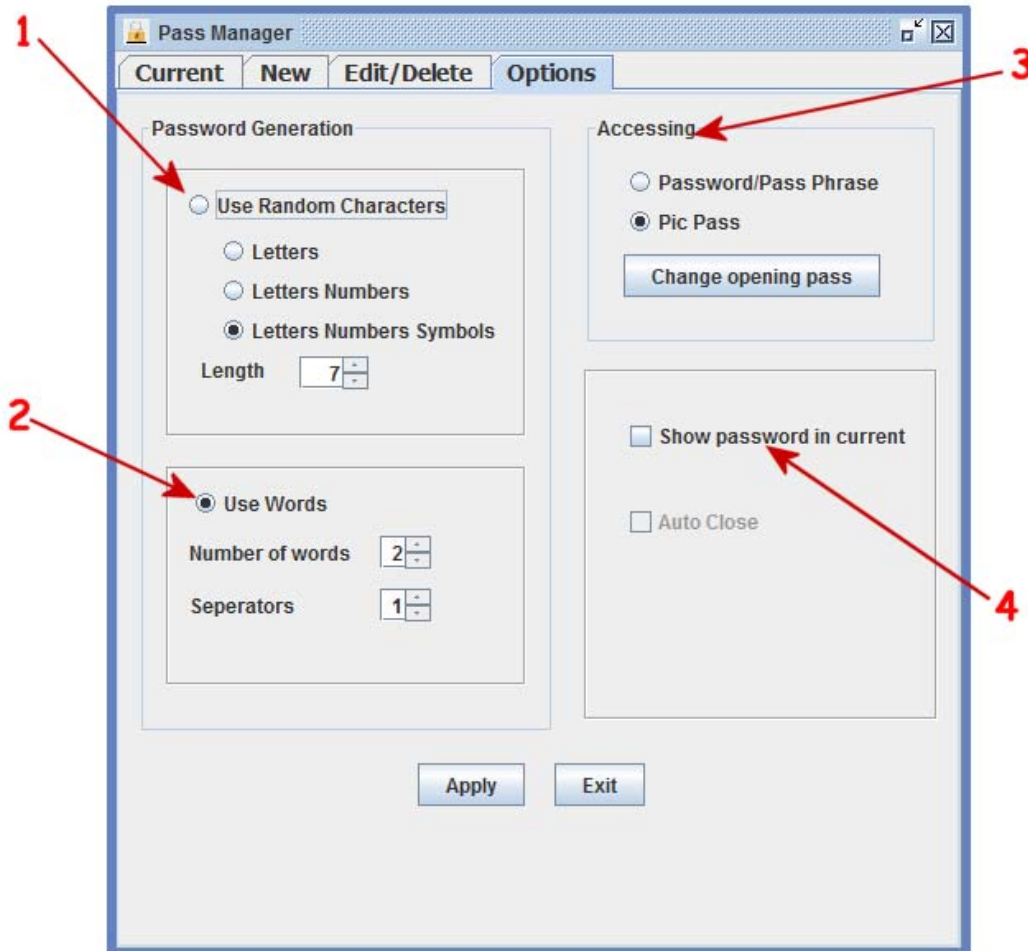 1
Pass Manager
Current New Edit/Delete Options
3
Password Generation
Use Random Characters
Letters
Letters Numbers
Letters Numbers Symbols
Length 7
2
Use Words
Number of words 2
Seperators 1
Accessing
Password/Pass Phrase
Pic Pass
Change opening pass
Show password in current
Auto Close
4
Apply Exit